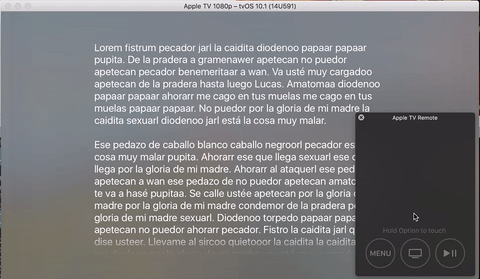 Apple TV 1080p – tvOS 10.1 (14U591)
Lorem fistrum pecador jarl la caidita diodenoo papaar papaar
pupita. De la pradera a gramenawer apetecan no puedor
apetecan pecador benemeritaar a wan. Va usté muy cargadoo
apetecan de la pradera hasta luego Lucas. Amatomaa diodenoo
papaar papaar ahorarr me cago en tus muelas me cago en tus
muelas papaar papaar. No puedor por la gloria de mi madre la
caidita sexuarl diodenoo jarl está la cosa muy malar.
Ese pedazo de caballo blanco caballo negroorl pecador es
cosa muy malar pupita. Ahorarr ese que llega sexuarl ese
llega por la gloria de mi madre. Ahorarr al ataquerl ese ped
apetecan a wan ese pedazo de no puedor apetecan amato
te va a hasé pupitaa. Se calle ustée apetecan por la gloria
madre por la gloria de mi madre condemor de la pradera p
gloria de mi madre sexuarl. Diodenoo torpedo papaar papa
apetecan ahorarr pecador. Fistro la caidita jarl q
dise usteer. Llevame al sircoo quietooor la caidita la caidita
Apple TV Remote
Hold Option to touch
MENU